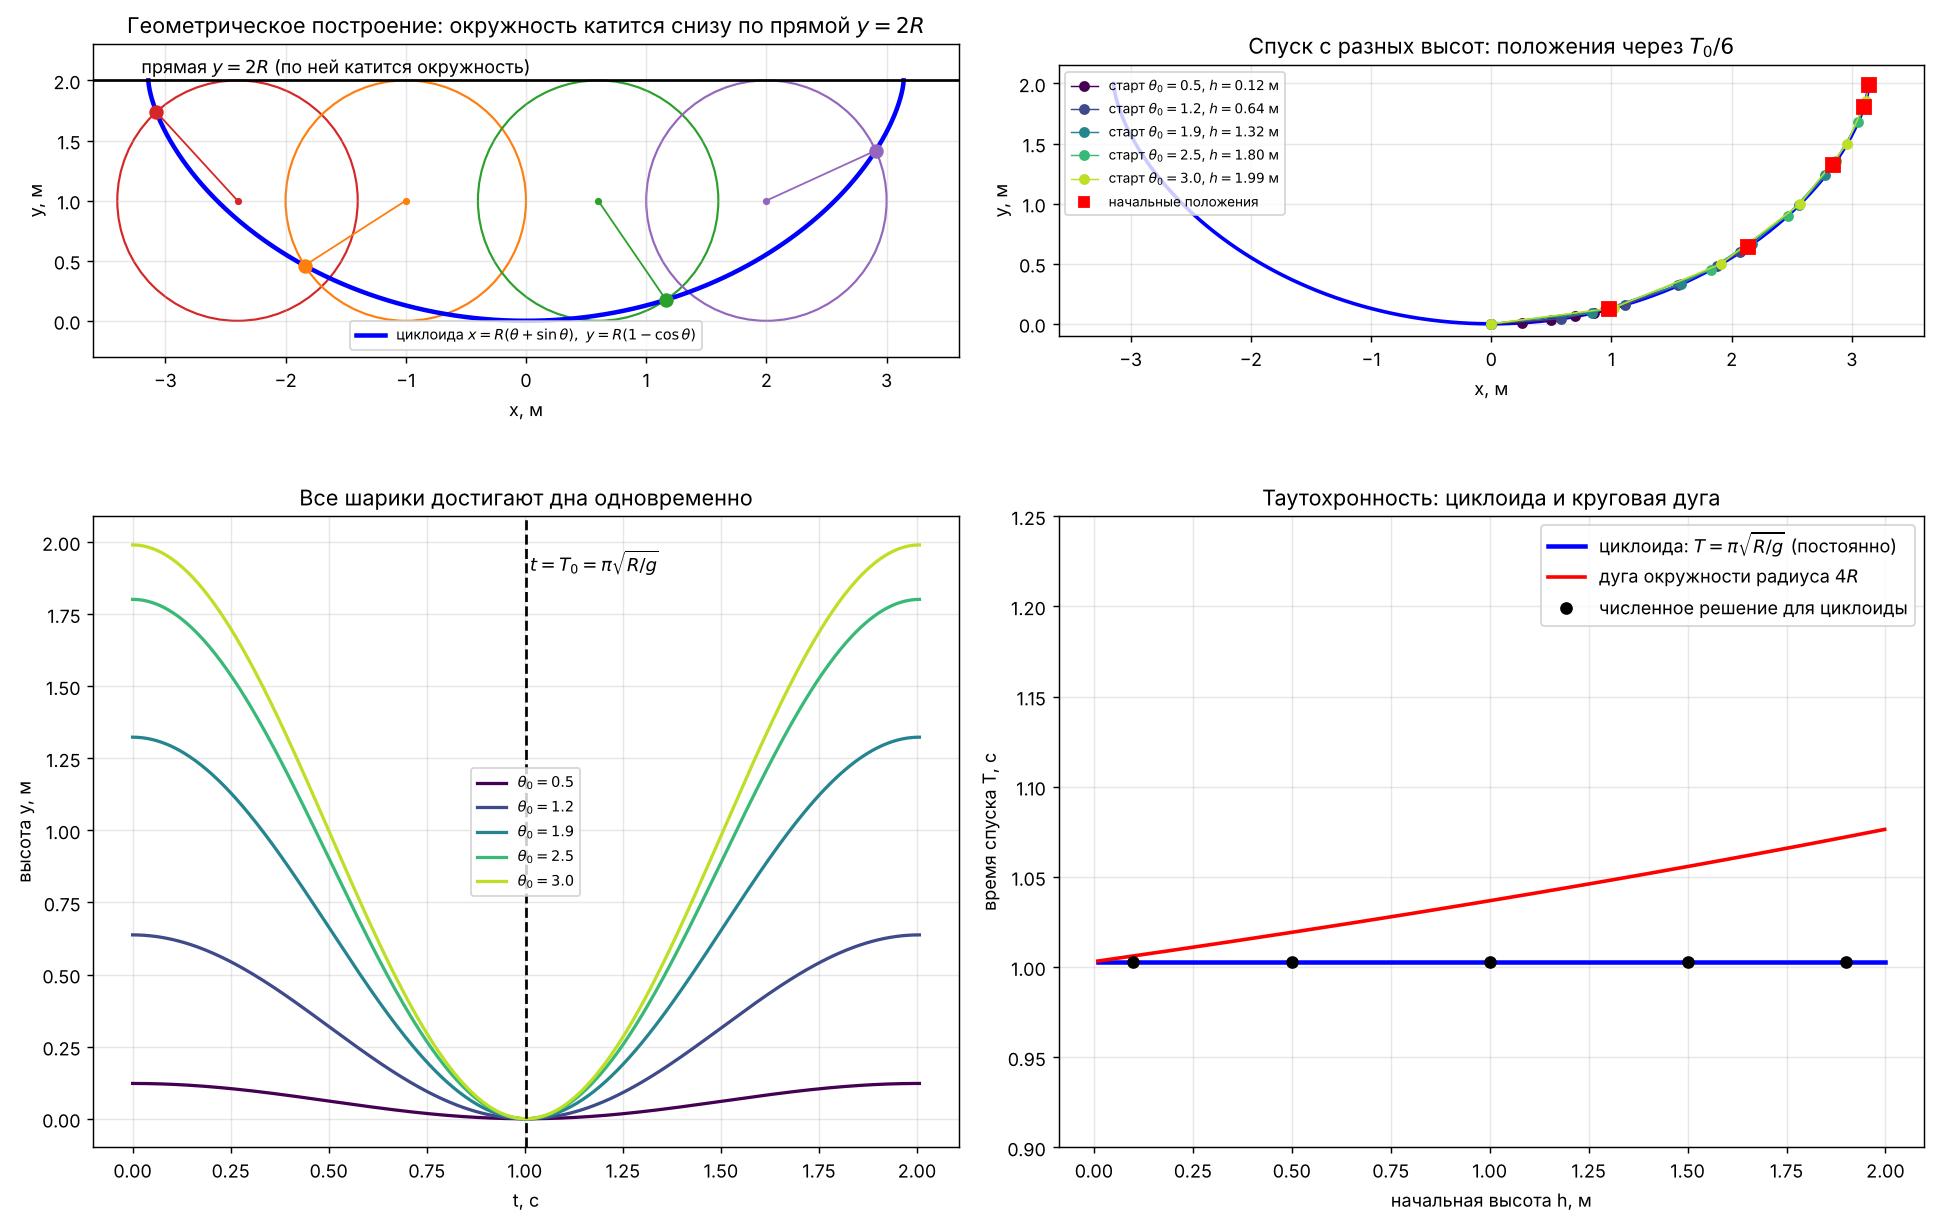 Геометрическое построение: окружность катится снизу по прямой y = 2R
прямая y = 2R (по ней катится окружность)
y, м
2.0
1.5
1.0
0.5
0.0
циклоида x = R(θ + sin θ), y = R(1 − cos θ)
−3 −2 −1 0 1 2 3
x, м
Спуск с разных высот: положения через T₀/6
y, м
2.0
1.5
1.0
0.5
0.0
старт θ₀ = 0.5, h = 0.12 м
старт θ₀ = 1.2, h = 0.64 м
старт θ₀ = 1.9, h = 1.32 м
старт θ₀ = 2.5, h = 1.80 м
старт θ₀ = 3.0, h = 1.99 м
начальные положения
−3 −2 −1 0 1 2 3
x, м
Все шарики достигают дна одновременно
высота y, м
2.00
1.75
1.50
1.25
1.00
0.75
0.50
0.25
0.00
t = T₀ = π√(R/g)
θ₀ = 0.5
θ₀ = 1.2
θ₀ = 1.9
θ₀ = 2.5
θ₀ = 3.0
0.00 0.25 0.50 0.75 1.00 1.25 1.50 1.75 2.00
t, с
Таутохронность: циклоида и круговая дуга
время спуска T, с
1.25
1.20
1.15
1.10
1.05
1.00
0.95
0.90
циклоида: T = π√(R/g) (постоянно)
дуга окружности радиуса 4R
численное решение для циклоиды
0.00 0.25 0.50 0.75 1.00 1.25 1.50 1.75 2.00
начальная высота h, м